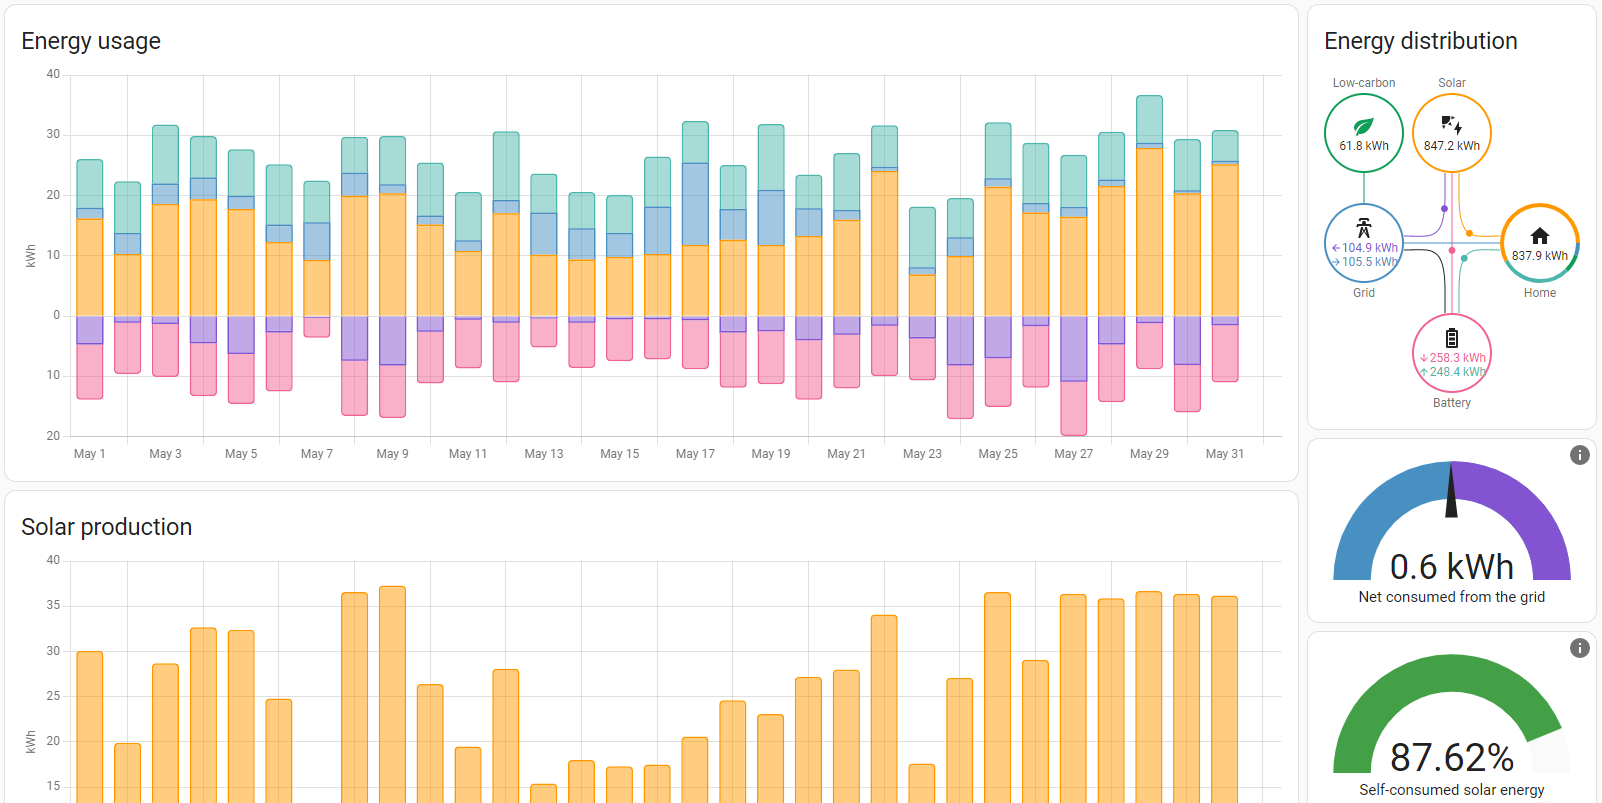 Energy usage
40
30
20
10
0
10
20
kWh
May 1
May 3
May 5
May 7
May 9
May 11
May 13
May 15
May 17
May 19
May 21
May 23
May 25
May 27
May 29
May 31
Solar production
40
35
30
25
20
15
kWh
Energy distribution
Low-carbon
Solar
61.8 kWh
847.2 kWh
←104.9 kWh
→105.5 kWh
837.9 kWh
Grid
Home
↓258.3 kWh
↑248.4 kWh
Battery
0.6 kWh
Net consumed from the grid
87.62%
Self-consumed solar energy